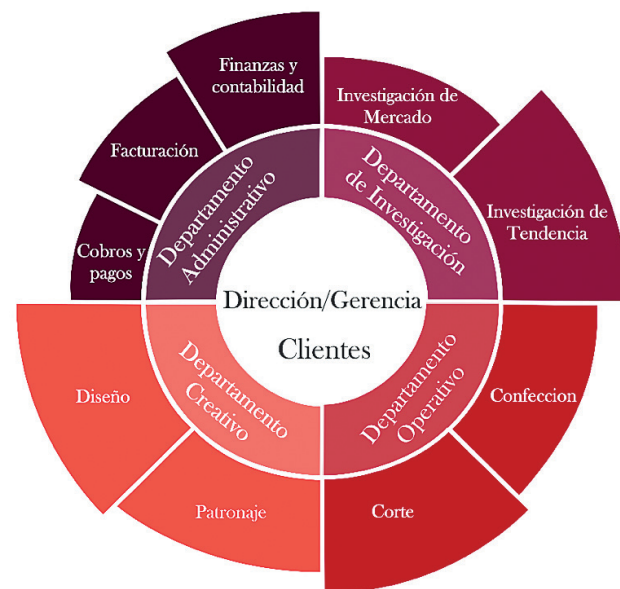 Finanzas y
contabilidad
Investigación de
Mercado
Facturación
Departamento
Administrativo
Departamento
de Investigación
Investigación de
Tendencia
Cobros y
pagos
Dirección/Gerencia
Clientes
Diseño
Departamento
Creativo
Departamento
Operativo
Confeccion
Patronaje
Corte